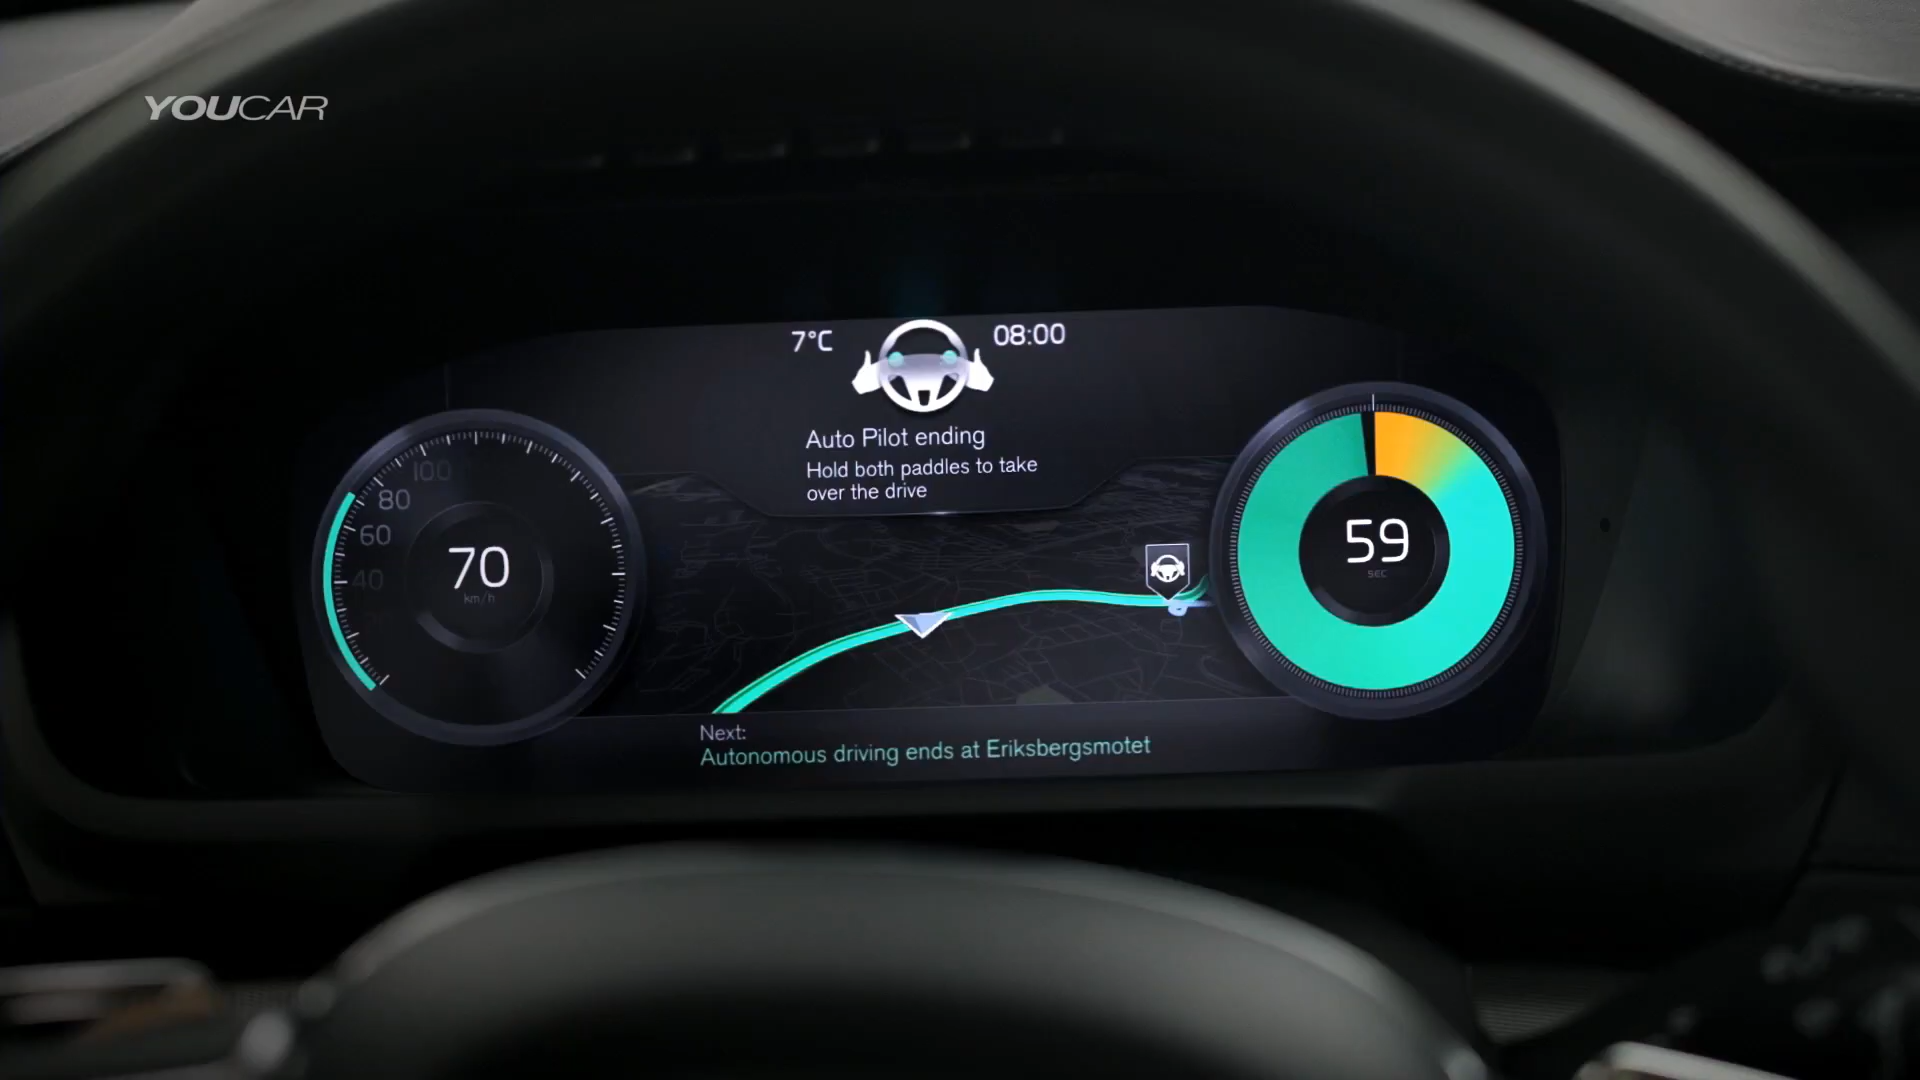 YOUCAR
7°C
08:00
Auto Pilot ending
Hold both paddles to take
over the drive
100
80
60
40
70
km/h
59
SEC
Next:
Autonomous driving ends at Eriksbergsmotet